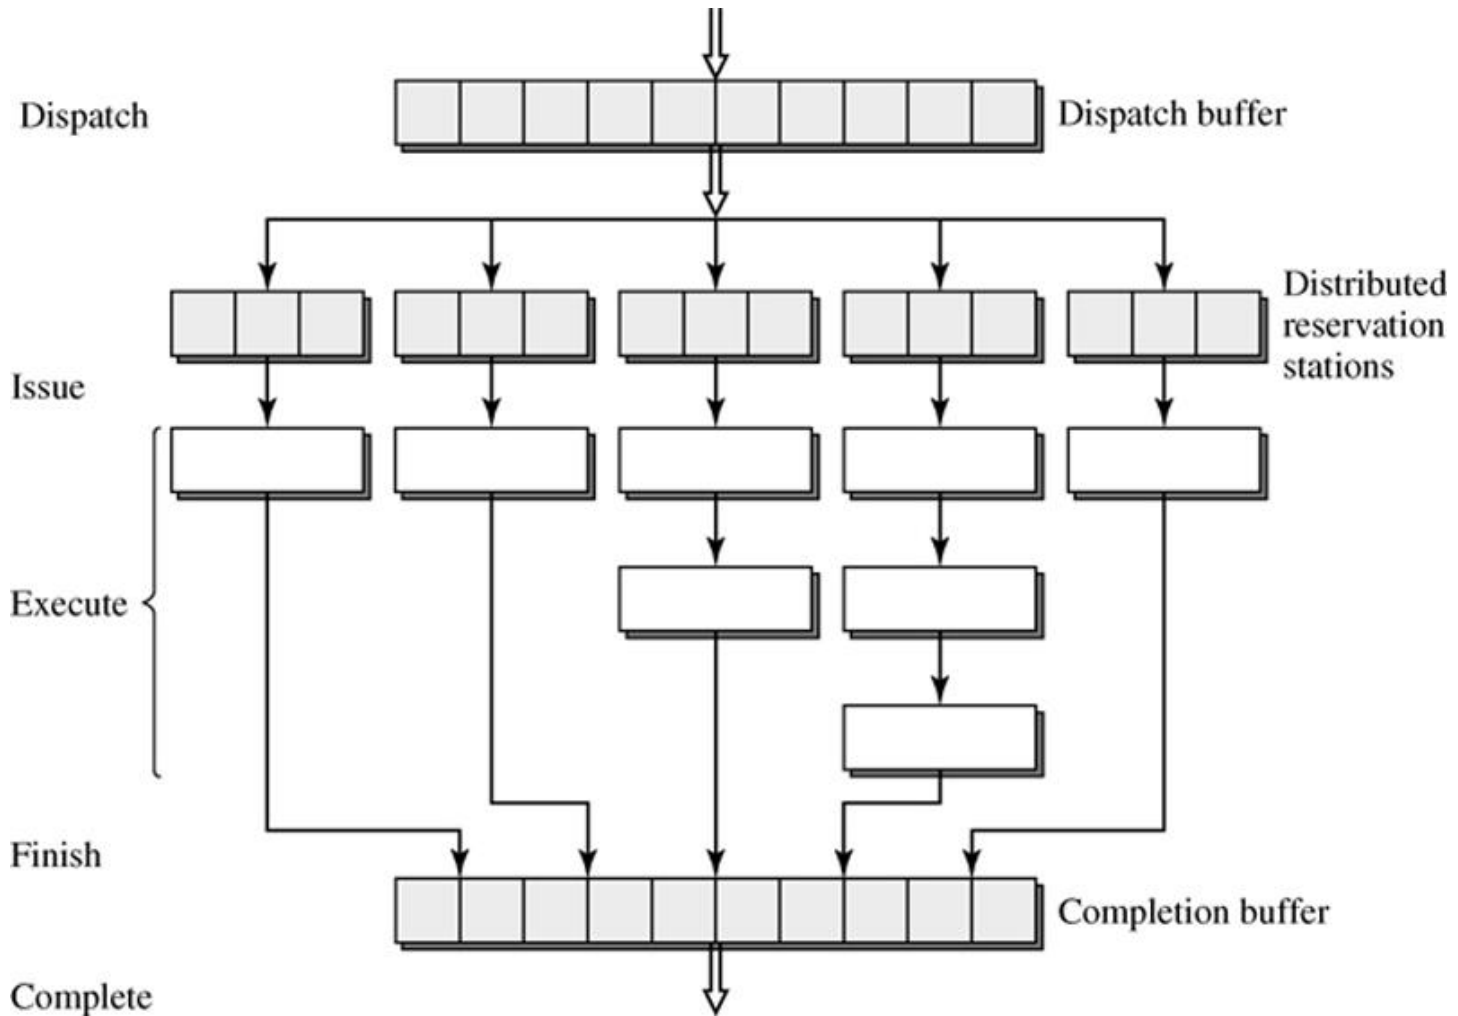 Dispatch
Dispatch buffer
Distributed
reservation
stations
Issue
Execute
Finish
Completion buffer
Complete